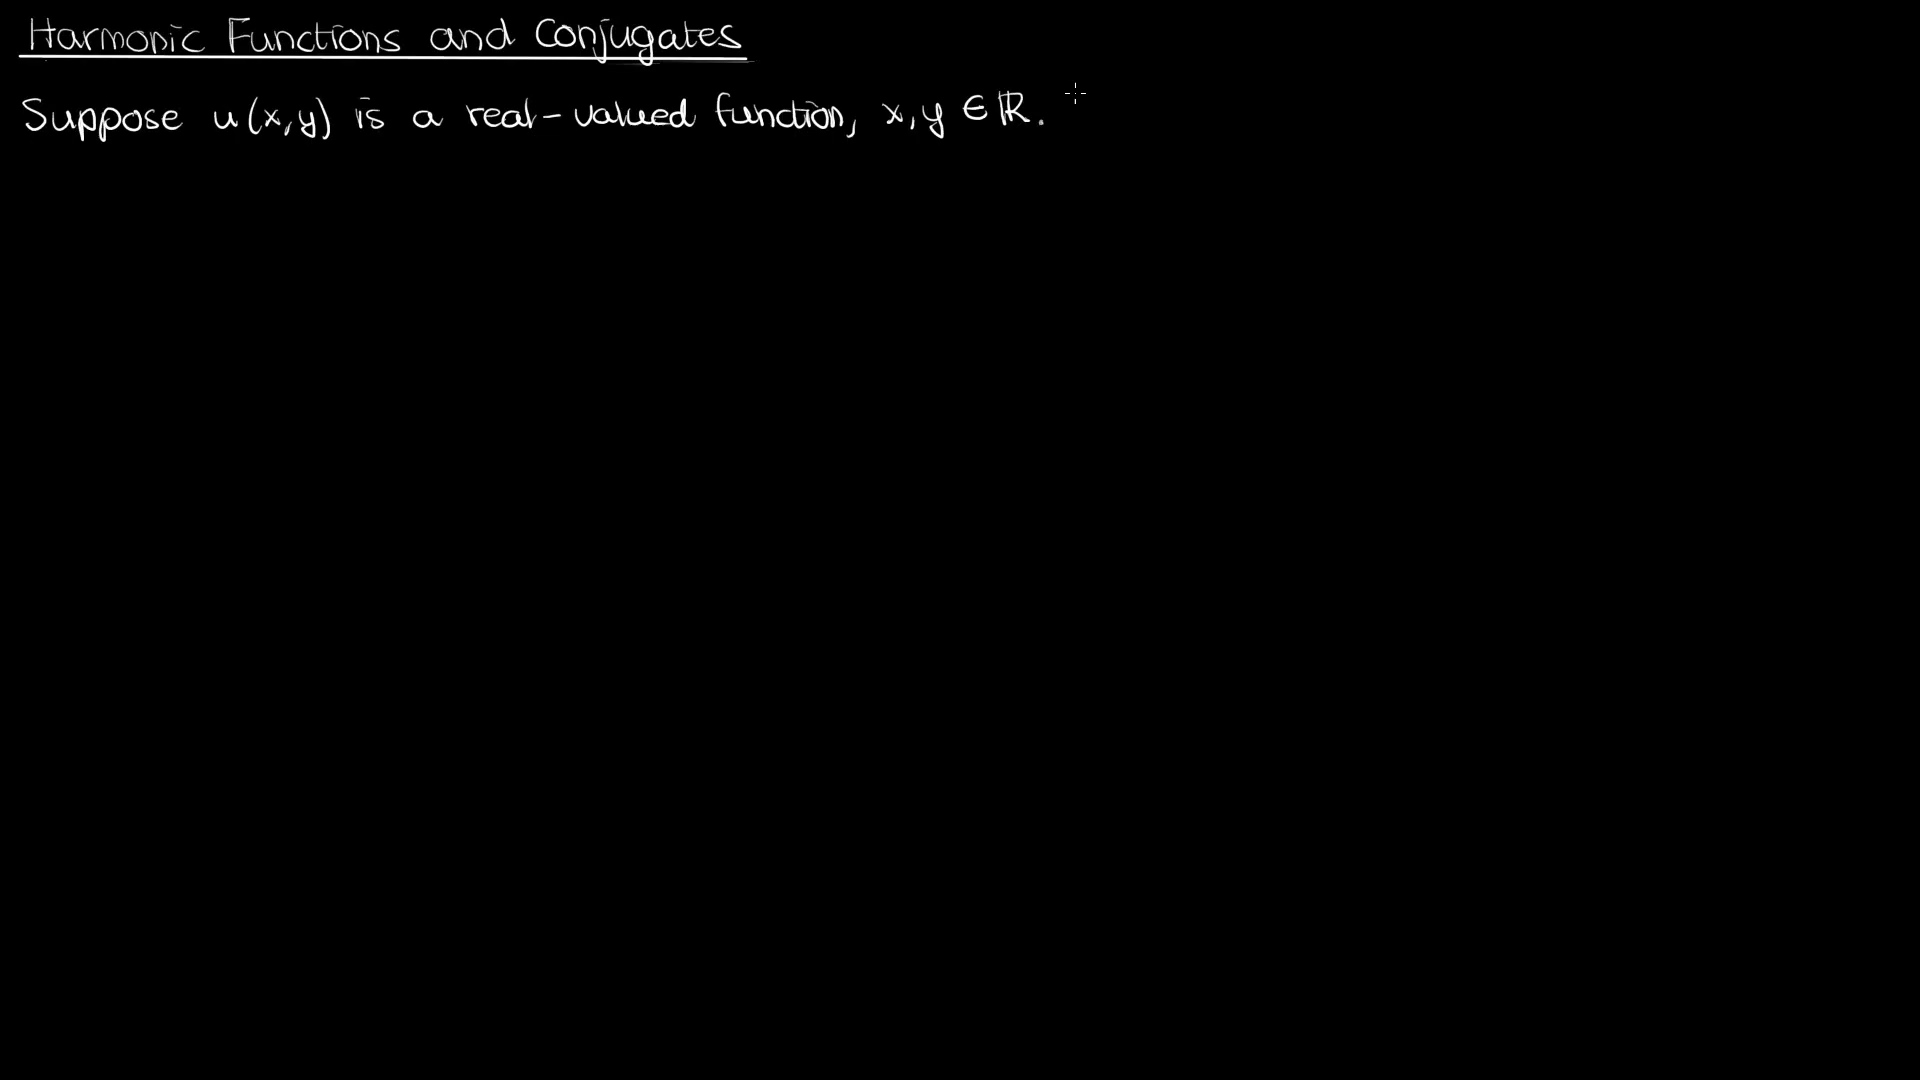 Harmonic Functions and Conjugates
Suppose u(x,y) is a real-valued function, x,y ∈ ℝ.